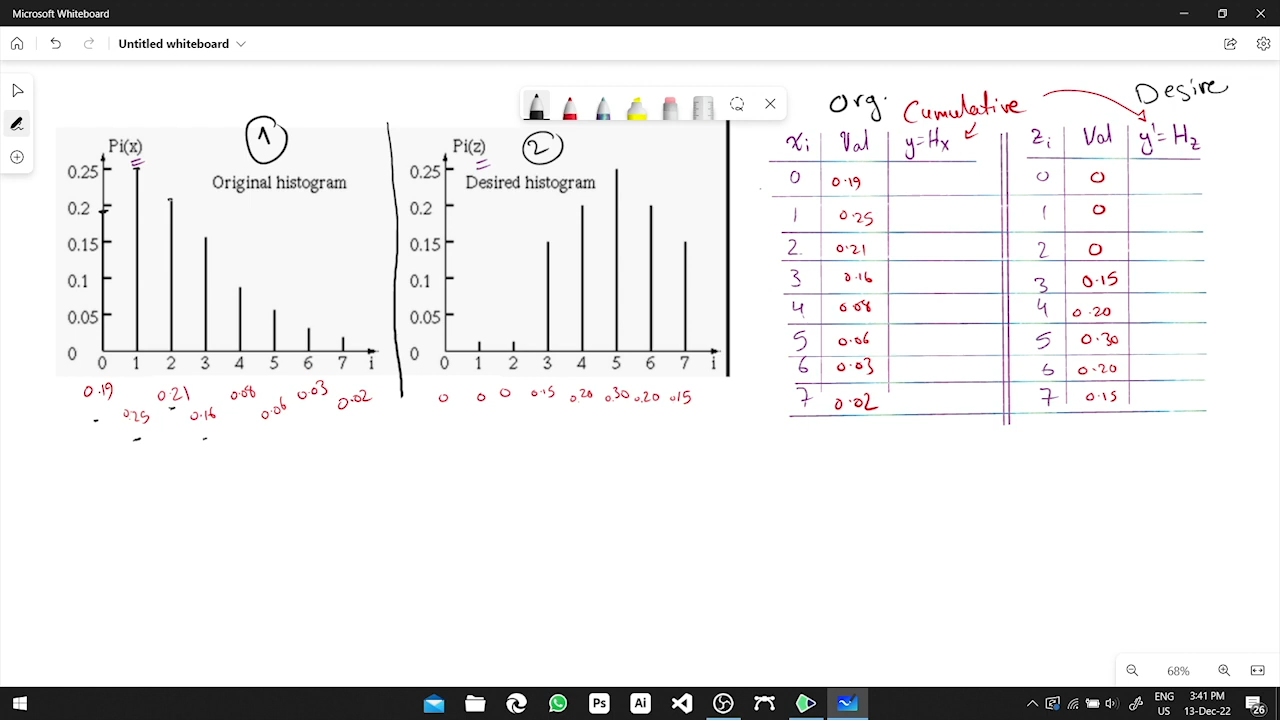 Microsoft Whiteboard
Untitled whiteboard
Org. Cumulative Desire
1
Pi(x)
0.25
0.2
0.15
0.1
0.05
0
Original histogram
0 1 2 3 4 5 6 7 i
0.19 0.25 0.21 0.16 0.08 0.06 0.03 0.02
2
Pi(z)
0.25
0.2
0.15
0.1
0.05
0
Desired histogram
0 1 2 3 4 5 6 7 i
0 0 0 0.15 0.20 0.30 0.20 0.15
xi Val y=Hx zi Val y'=Hz
0 0.19 0 0
1 0.25 1 0
2 0.21 2 0
3 0.16 3 0.15
4 0.08 4 0.20
5 0.06 5 0.30
6 0.03 6 0.20
7 0.02 7 0.15
68%
Ps Ai
ENG 3:41 PM
US 13-Dec-22
26